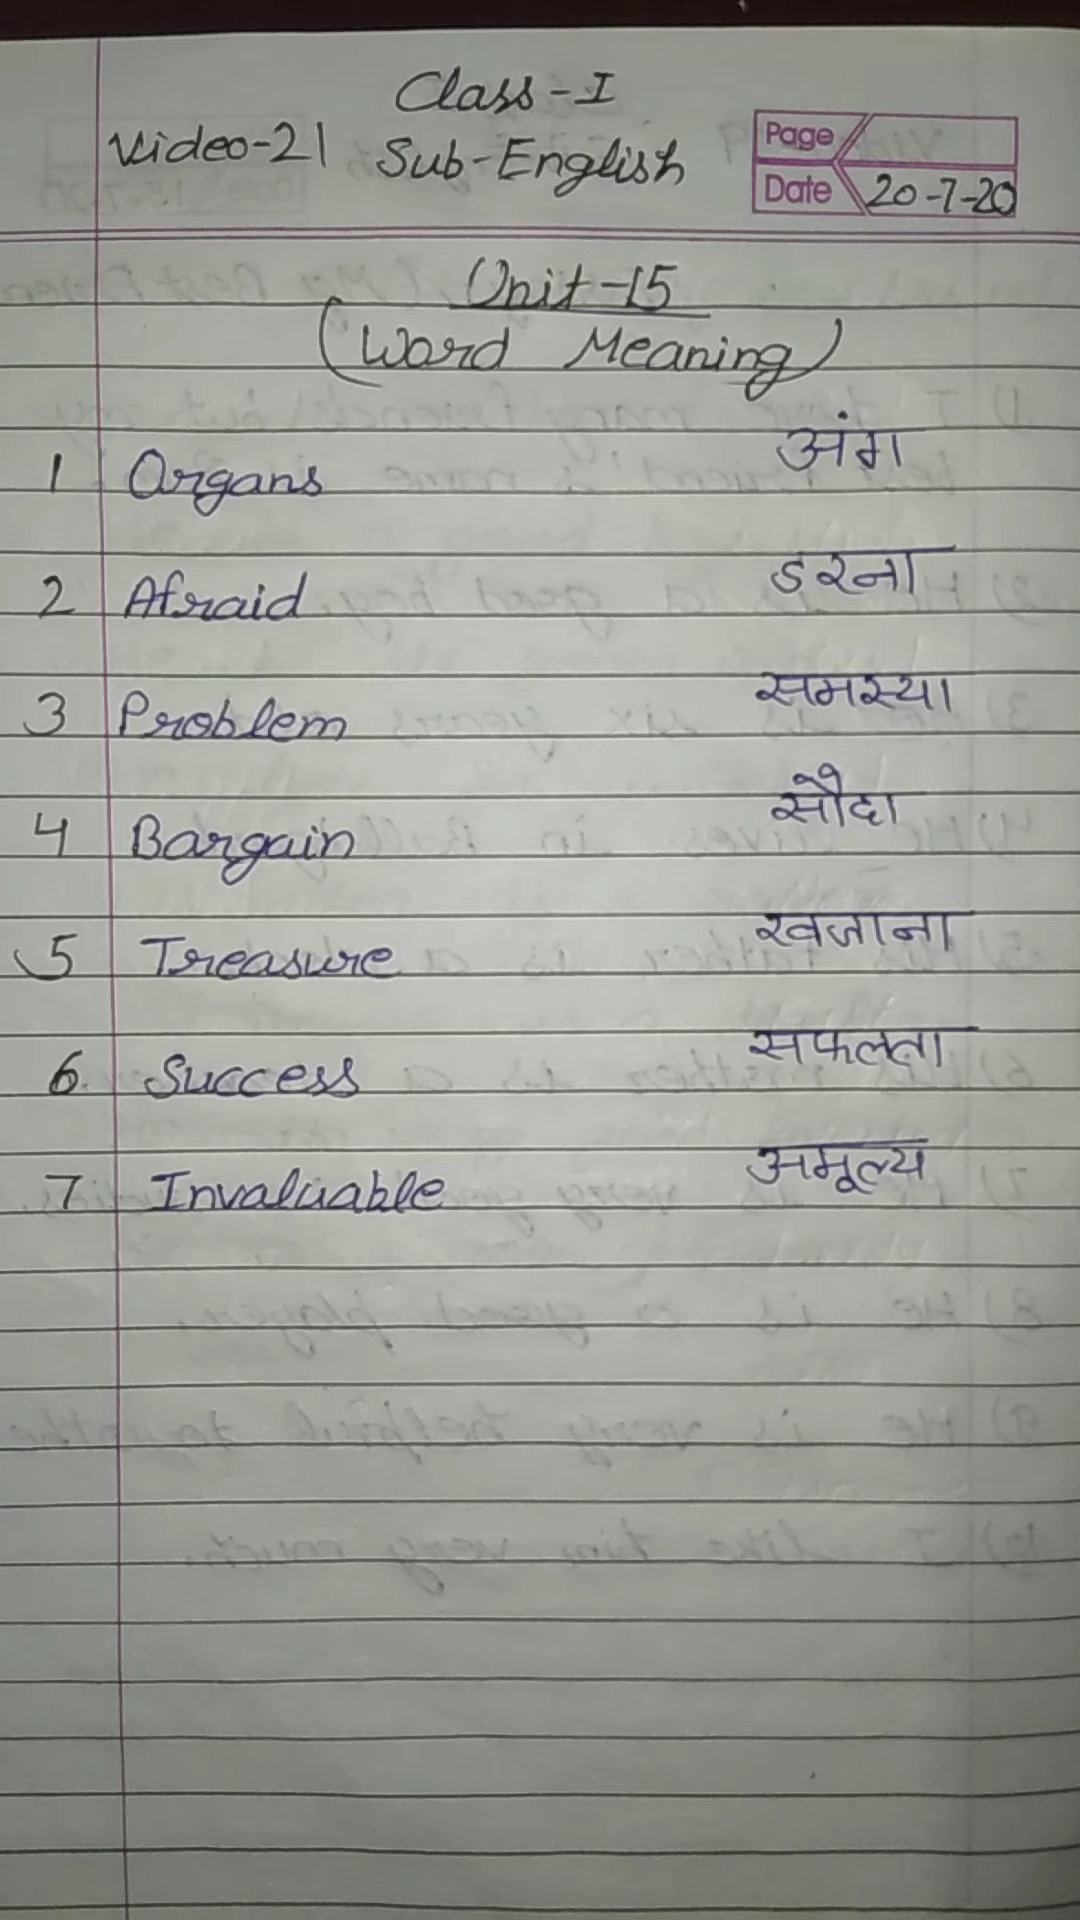 Class-I
Video-21 Sub-English
Page
Date 20-7-20
Unit-15
(Word Meaning)
1 Organs अंग
2 Afraid डरना
3 Problem समस्या
4 Bargain सौदा
5 Treasure खजाना
6. Success सफलता
7 Invaluable अमूल्य